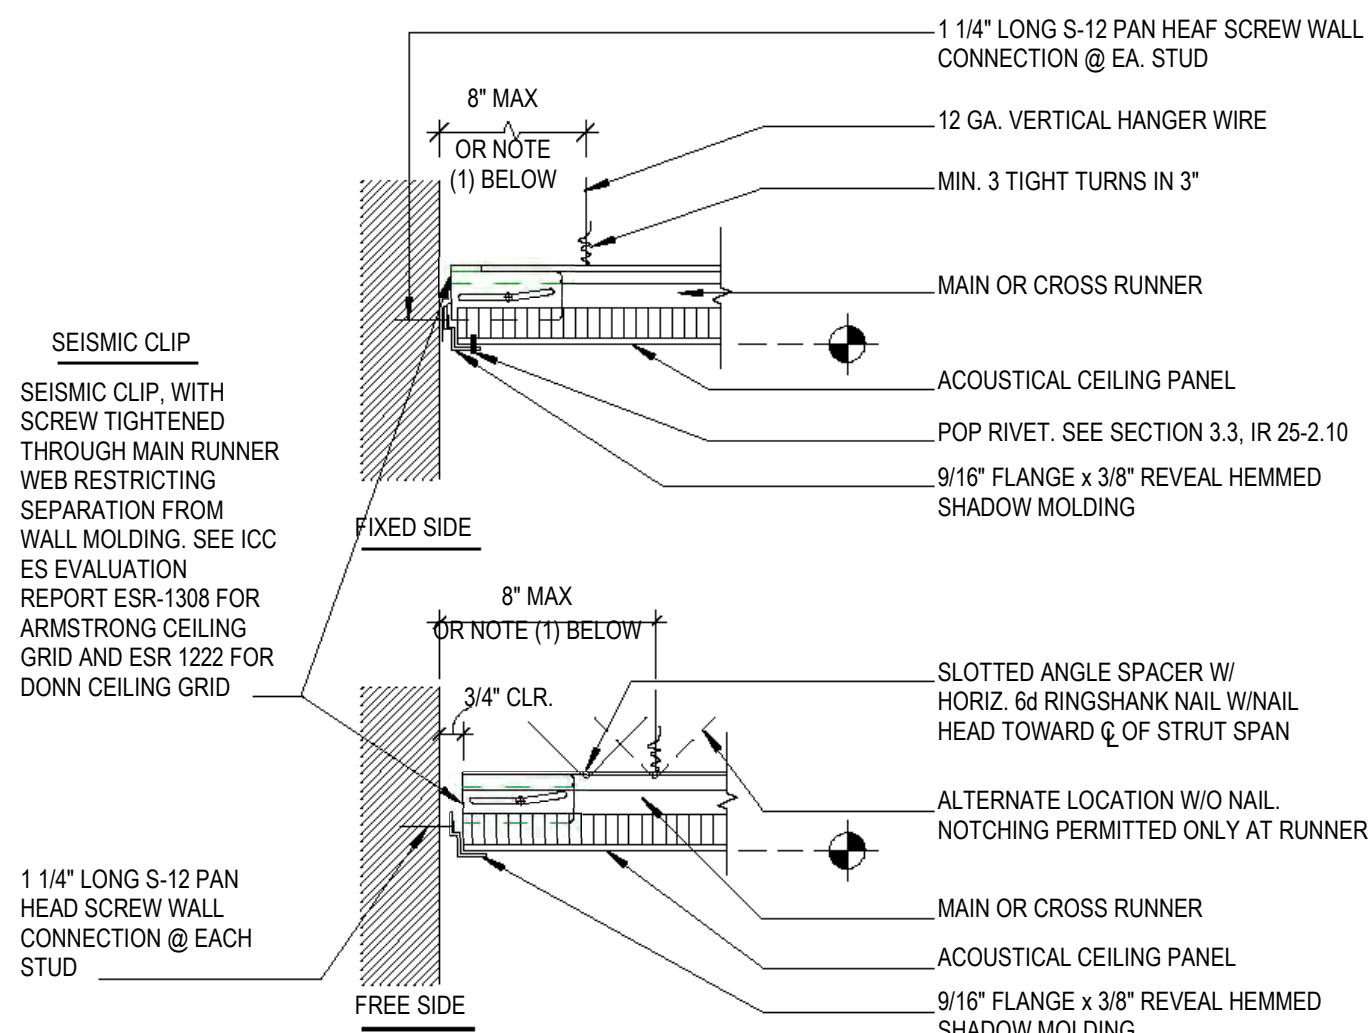 1 1/4" LONG S-12 PAN HEAF SCREW WALL
CONNECTION @ EA. STUD
8" MAX
OR NOTE
(1) BELOW
12 GA. VERTICAL HANGER WIRE
MIN. 3 TIGHT TURNS IN 3"
MAIN OR CROSS RUNNER
ACOUSTICAL CEILING PANEL
POP RIVET. SEE SECTION 3.3, IR 25-2.10
9/16" FLANGE x 3/8" REVEAL HEMMED
SHADOW MOLDING
FIXED SIDE
SEISMIC CLIP
SEISMIC CLIP, WITH
SCREW TIGHTENED
THROUGH MAIN RUNNER
WEB RESTRICTING
SEPARATION FROM
WALL MOLDING. SEE ICC
ES EVALUATION
REPORT ESR-1308 FOR
ARMSTRONG CEILING
GRID AND ESR 1222 FOR
DONN CEILING GRID
8" MAX
OR NOTE (1) BELOW
3/4" CLR.
SLOTTED ANGLE SPACER W/
HORIZ. 6d RINGSHANK NAIL W/NAIL
HEAD TOWARD ℄ OF STRUT SPAN
ALTERNATE LOCATION W/O NAIL.
NOTCHING PERMITTED ONLY AT RUNNER
MAIN OR CROSS RUNNER
ACOUSTICAL CEILING PANEL
9/16" FLANGE x 3/8" REVEAL HEMMED
SHADOW MOLDING
1 1/4" LONG S-12 PAN
HEAD SCREW WALL
CONNECTION @ EACH
STUD
FREE SIDE